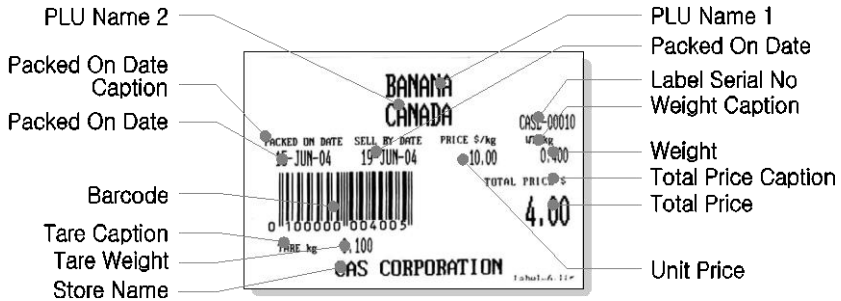 PLU Name 2
PLU Name 1
Packed On Date
Packed On Date
Caption
Label Serial No
Weight Caption
Packed On Date
Weight
Total Price Caption
Total Price
Barcode
Tare Caption
Tare Weight
Store Name
Unit Price
BANANA
CANADA
PACKED ON DATE SELL BY DATE PRICE $/kg
-JUN-04 19-JUN-04 10.00 0.400
TOTAL PRICE $
4.00
0 100000 004005
TARE kg 0.100
CAS CORPORATION